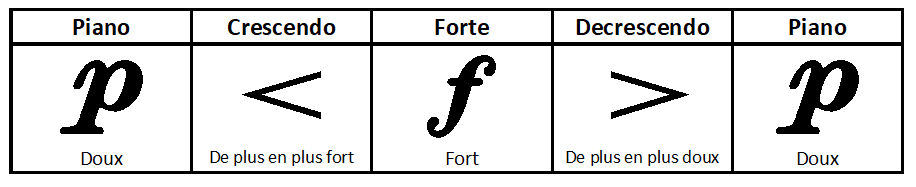 Piano Crescendo Forte Decrescendo Piano
p < f > p
Doux De plus en plus fort Fort De plus en plus doux Doux